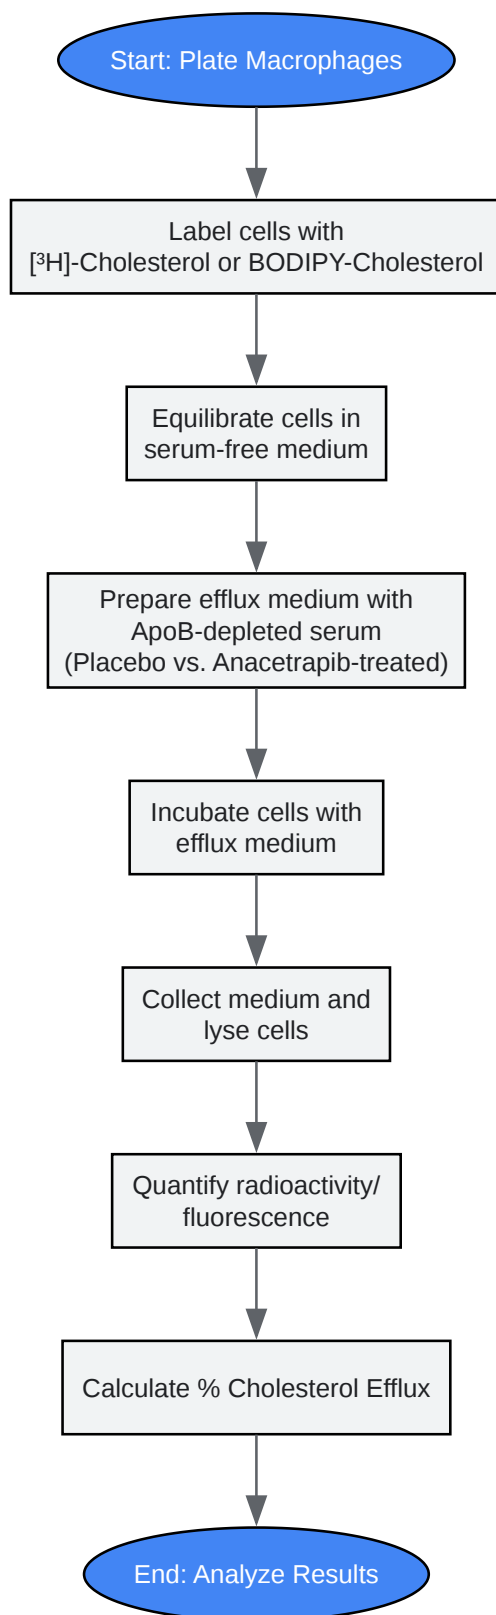 Start: Plate Macrophages
Label cells with
[³H]-Cholesterol or BODIPY-Cholesterol
Equilibrate cells in
serum-free medium
Prepare efflux medium with
ApoB-depleted serum
(Placebo vs. Anacetrapib-treated)
Incubate cells with
efflux medium
Collect medium and
lyse cells
Quantify radioactivity/
fluorescence
Calculate % Cholesterol Efflux
End: Analyze Results